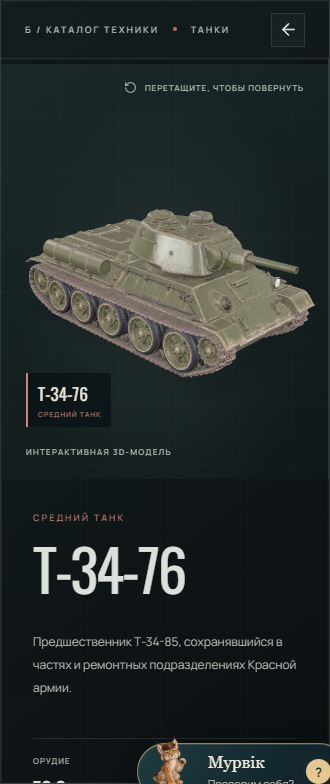 Б / КАТАЛОГ ТЕХНИКИ • ТАНКИ
ПЕРЕТАЩИТЕ, ЧТОБЫ ПОВЕРНУТЬ
Т-34-76
СРЕДНИЙ ТАНК
ИНТЕРАКТИВНАЯ 3D-МОДЕЛЬ
СРЕДНИЙ ТАНК
Т-34-76
Предшественник Т-34-85, сохранявшийся в
частях и ремонтных подразделениях Красной
армии.
ОРУДИЕ
Мурвік
?